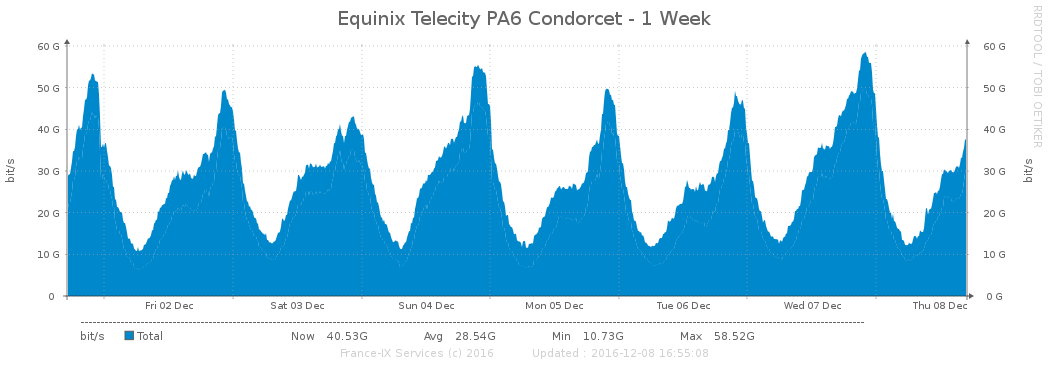 Equinix Telecity PA6 Condorcet - 1 Week
RRDTOOL / TOBI OETIKER
bit/s
60 G 60 G
50 G 50 G
40 G 40 G
30 G 30 G
20 G 20 G
10 G 10 G
0 0 G
bit/s
Fri 02 Dec Sat 03 Dec Sun 04 Dec Mon 05 Dec Tue 06 Dec Wed 07 Dec Thu 08 Dec
bit/s Total Now 40.53G Avg 28.54G Min 10.73G Max 58.52G
France-IX Services (c) 2016 Updated : 2016-12-08 16:55:08